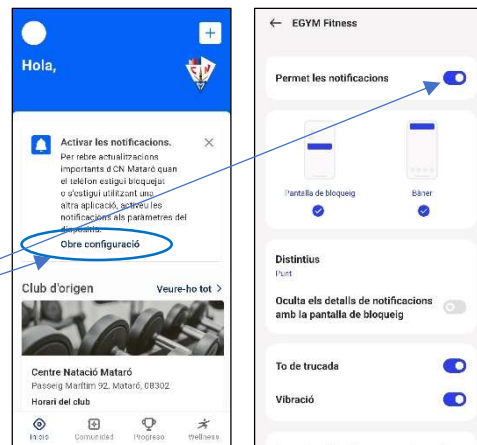 Hola,
Activar les notificacions.
Per rebre actualitzacions
importants d CN Mataró quan
el telèfon estigui bloquejat
o s'estigui utilitzant una
altra aplicació, activeu les
notificacions als paràmetres del
dispositiu.
Obre configuració
Club d'origen
Veure-ho tot >
Centre Natació Mataró
Passeig Marítim 92, Mataró, 08302
Horari del club
Inicio
Comunidad
Progreso
Wellness
EGYM Fitness
Permet les notificacions
Pantalla de bloqueig
Bàner
Distintius
Punt
Oculta els detalls de notificacions
amb la pantalla de bloqueig
To de trucada
Vibració